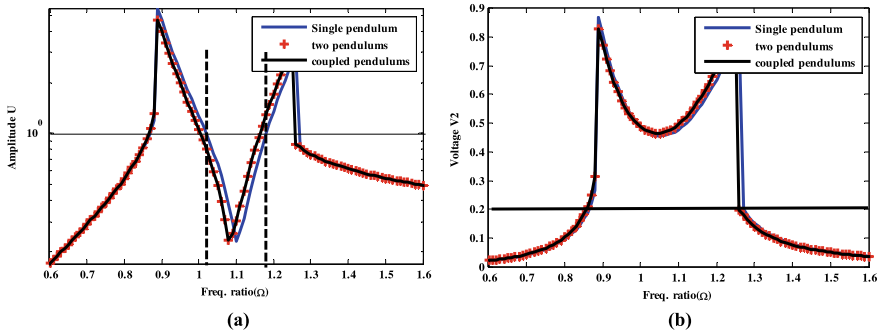 Single pendulum
two pendulums
coupled pendulums
10
0
Amplitude U
0.6 0.7 0.8 0.9 1 1.1 1.2 1.3 1.4 1.5 1.6
Freq. ratio(Ω)
(a)
0.9
0.8
0.7
0.6
0.5
0.4
0.3
0.2
0.1
0
Voltage V2
Single pendulum
two pendulums
coupled pendulums
0.6 0.7 0.8 0.9 1 1.1 1.2 1.3 1.4 1.5 1.6
Freq. ratio(Ω)
(b)